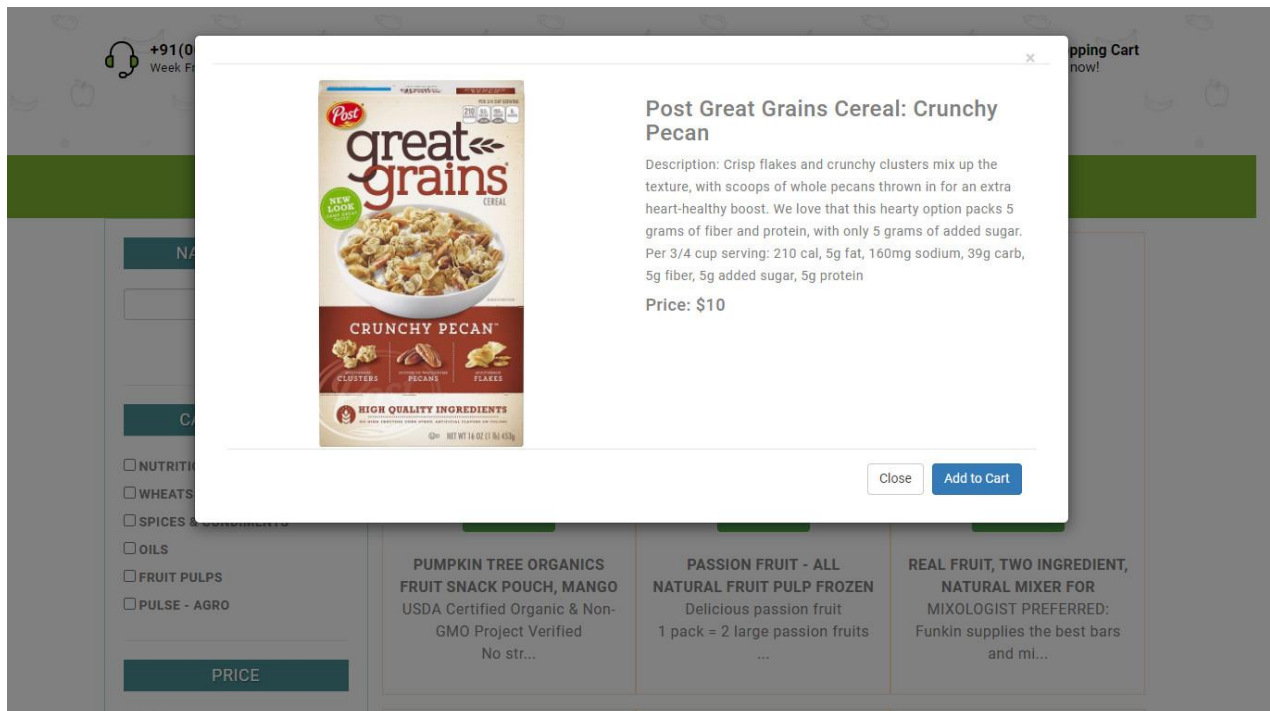 +91(0
Week Fr
pping Cart
now!
×
Post Great Grains Cereal: Crunchy
Pecan
Description: Crisp flakes and crunchy clusters mix up the
texture, with scoops of whole pecans thrown in for an extra
heart-healthy boost. We love that this hearty option packs 5
grams of fiber and protein, with only 5 grams of added sugar.
Per 3/4 cup serving: 210 cal, 5g fat, 160mg sodium, 39g carb,
5g fiber, 5g added sugar, 5g protein
Price: $10
Post
210
great
grains
CEREAL
NEW
LOOK
CRUNCHY PECAN
CLUSTERS
PECANS
FLAKES
HIGH QUALITY INGREDIENTS
NET WT 16 OZ (1 lb) 453g
Close
Add to Cart
NA
CA
NUTRITI
WHEATS
SPICES & CONDIMENTS
OILS
FRUIT PULPS
PULSE - AGRO
PRICE
PUMPKIN TREE ORGANICS
FRUIT SNACK POUCH, MANGO
USDA Certified Organic & Non-
GMO Project Verified
No str...
PASSION FRUIT - ALL
NATURAL FRUIT PULP FROZEN
Delicious passion fruit
1 pack = 2 large passion fruits
...
REAL FRUIT, TWO INGREDIENT,
NATURAL MIXER FOR
MIXOLOGIST PREFERRED:
Funkin supplies the best bars
and mi...